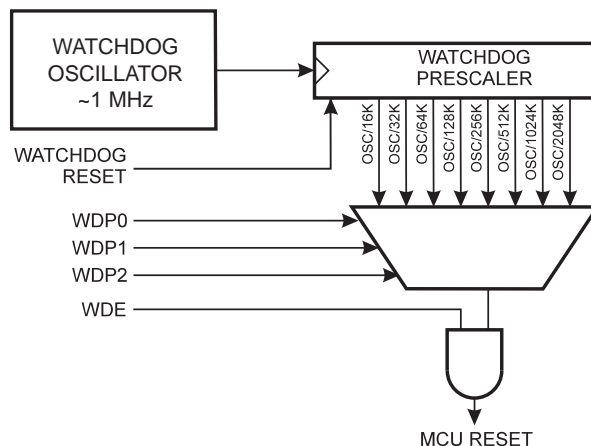 WATCHDOG
OSCILLATOR
~1 MHz
WATCHDOG
PRESCALER
OSC/16K
OSC/32K
OSC/64K
OSC/128K
OSC/256K
OSC/512K
OSC/1024K
OSC/2048K
WATCHDOG
RESET
WDP0
WDP1
WDP2
WDE
MCU RESET